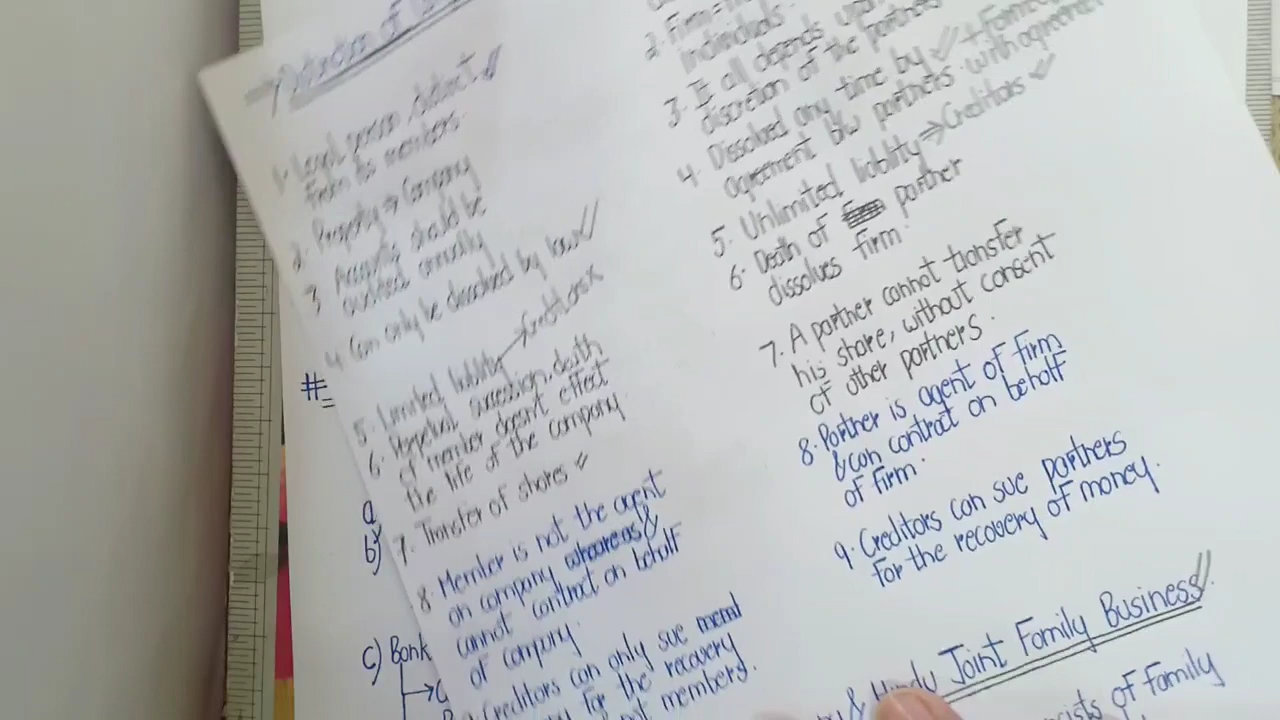 Distinction of
1. Legal person distinct
from its members.
2. Property → Company
3. Accounts should be
audited annually
4. Can only be dissolved by law
5. Limited liability → Creditors x
6. Perpetual succession, death
of member doesn't effect
the life of the company
7. Transfer of shares ✓
8. Member is not the agent
on company whereas &
cannot contract on behalf
of company.
Creditors can only sue
for the recovery
not members.
2. Firm =
individuals.
3. It all depends upon
discretion of the partners
4. Dissolved any time by
agreement b/w partners.
5. Unlimited liability ⇒ Creditors ✓
6. Death of partner
dissolves firm.
7. A partner cannot transfer
his share, without consent
of other partners.
8. Partner is agent of firm
& can contract on behalf
of firm.
9. Creditors can sue partners
for the recovery of money.
& Hindu Joint Family Business
of family
#
a
b)
c) Bank